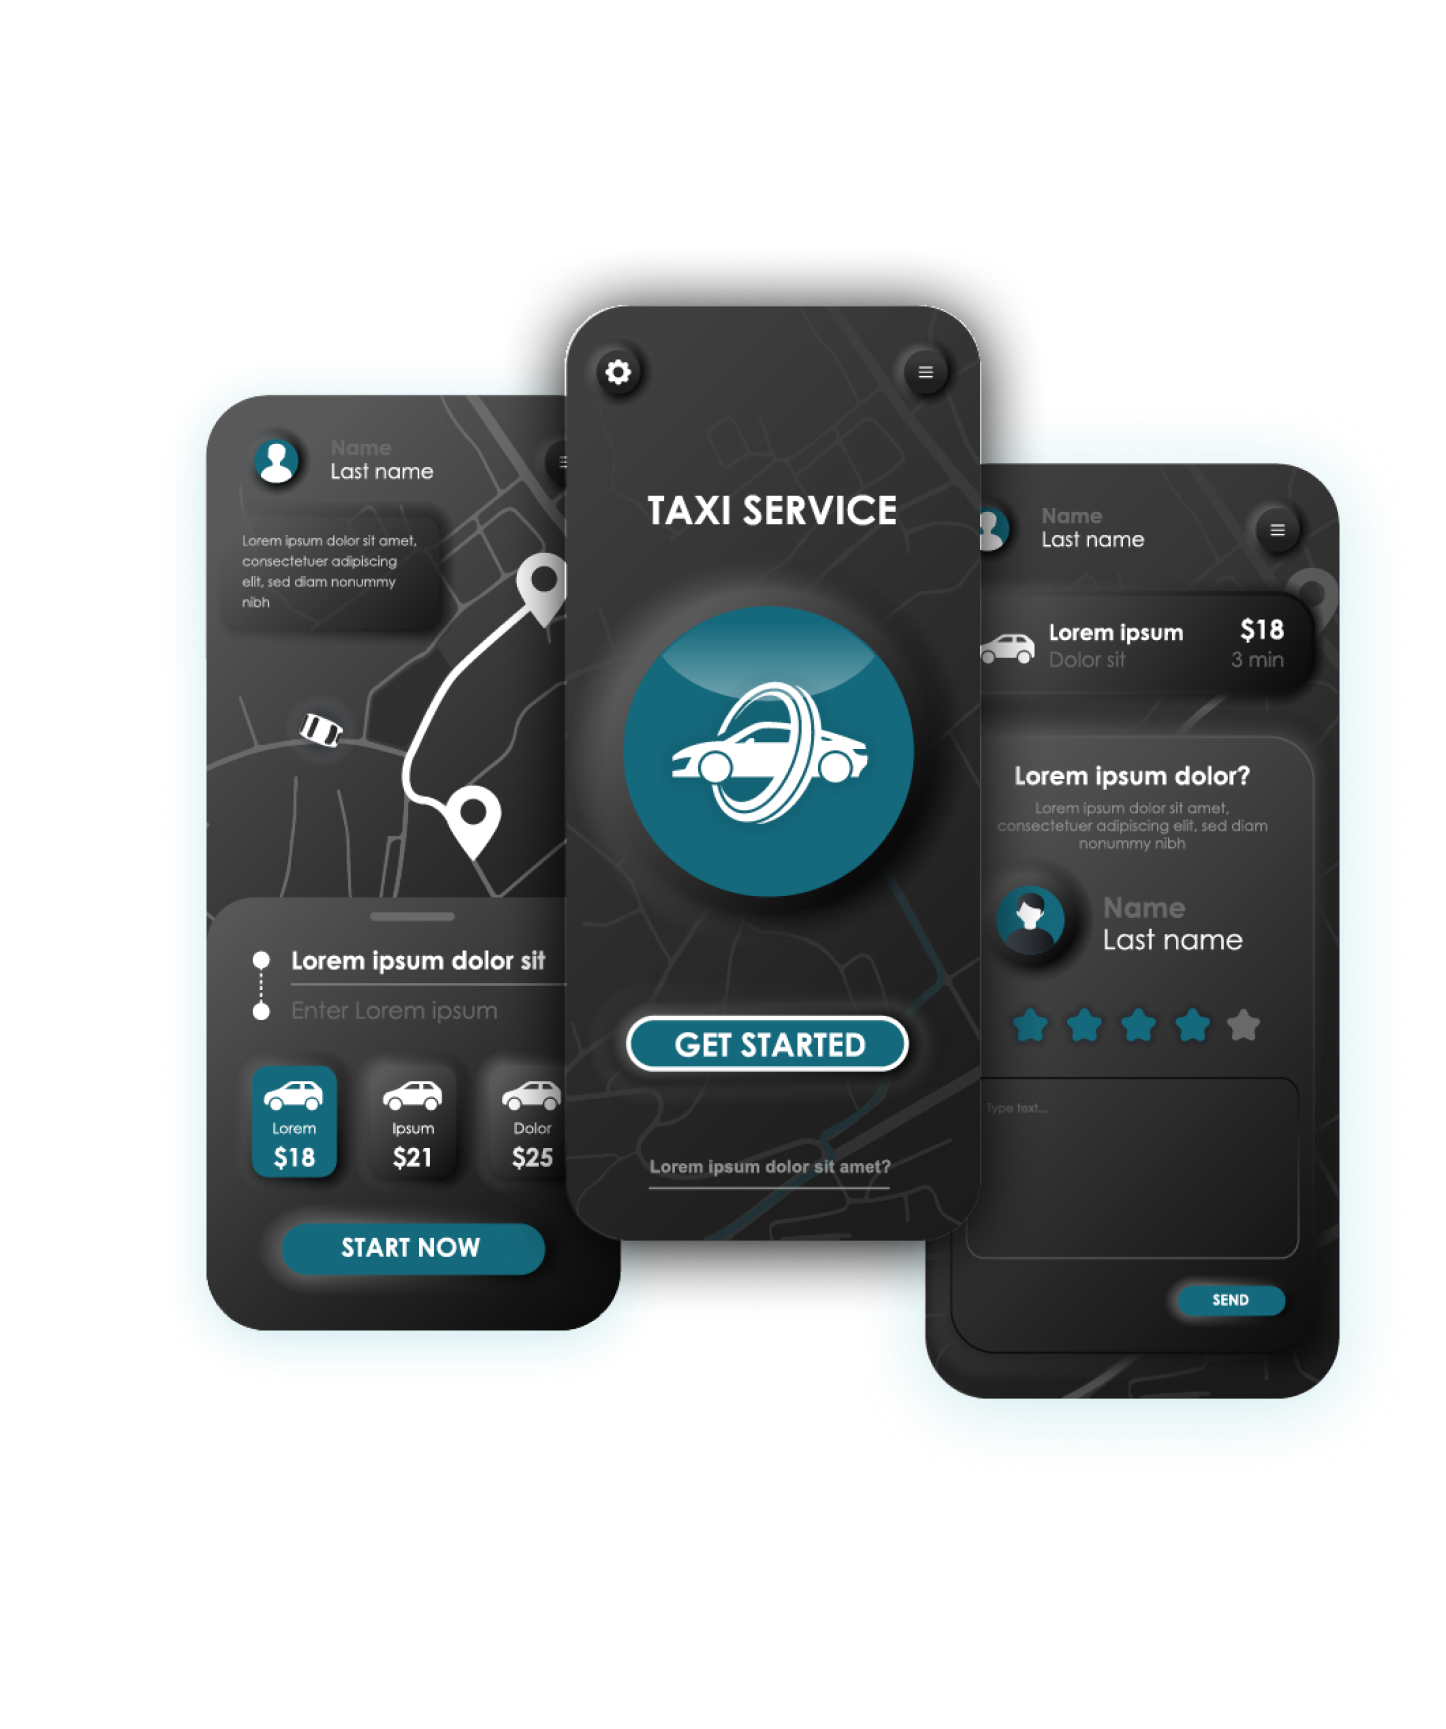 Name
Last name
Lorem ipsum dolor sit amet,
consectetuer adipiscing
elit, sed diam nonummy
nibh
Lorem ipsum dolor sit
Enter Lorem ipsum
Lorem
$18
Ipsum
$21
Dolor
$25
START NOW
TAXI SERVICE
GET STARTED
Lorem ipsum dolor sit amet?
Name
Last name
Lorem ipsum
$18
Dolor sit
3 min
Lorem ipsum dolor?
Lorem ipsum dolor sit amet,
consectetuer adipiscing elit, sed diam
nonummy nibh
Name
Last name
Type text...
SEND